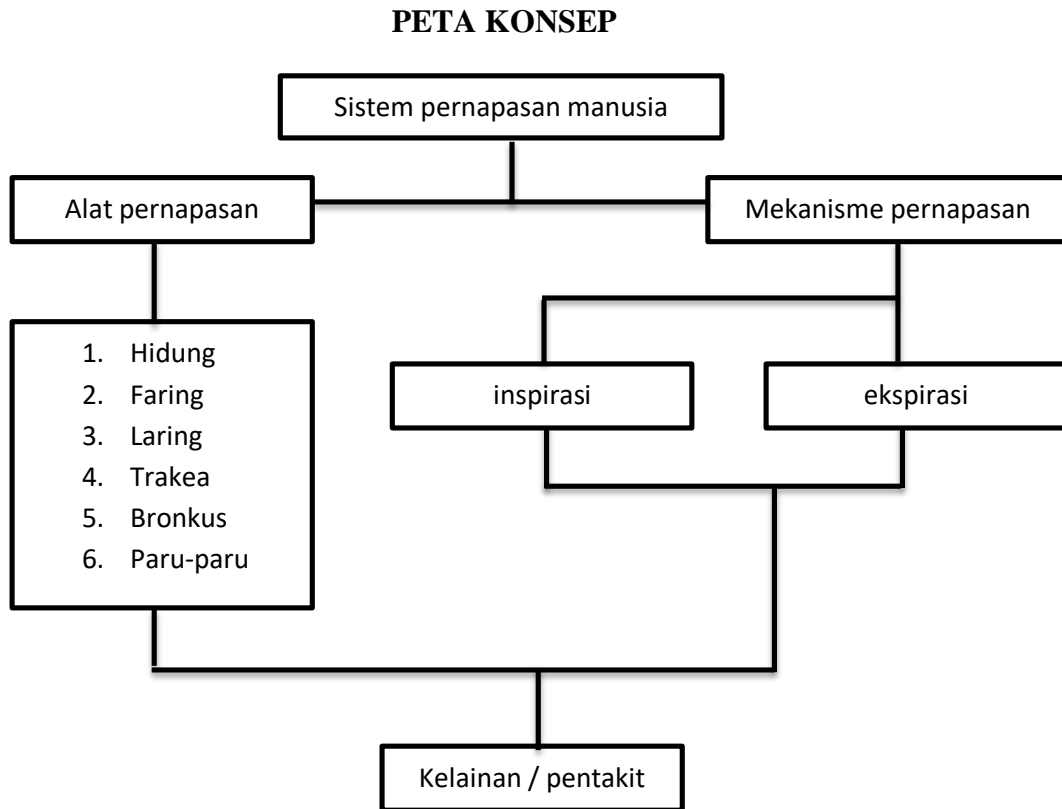 PETA KONSEP
Sistem pernapasan manusia
Alat pernapasan
Mekanisme pernapasan
1. Hidung
2. Faring
3. Laring
4. Trakea
5. Bronkus
6. Paru-paru
inspirasi
ekspirasi
Kelainan / pentakit